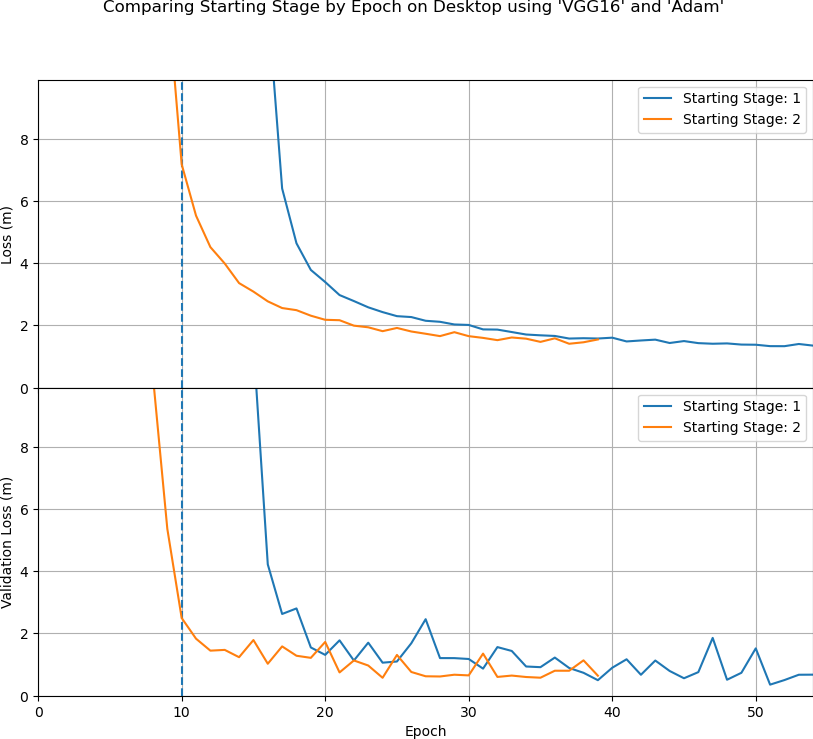 Comparing Starting Stage by Epoch on Desktop using 'VGG16' and 'Adam'
Starting Stage: 1
Starting Stage: 2
8
6
4
2
0
Loss (m)
Starting Stage: 1
Starting Stage: 2
8
6
4
2
0
Validation Loss (m)
0 10 20 30 40 50
Epoch